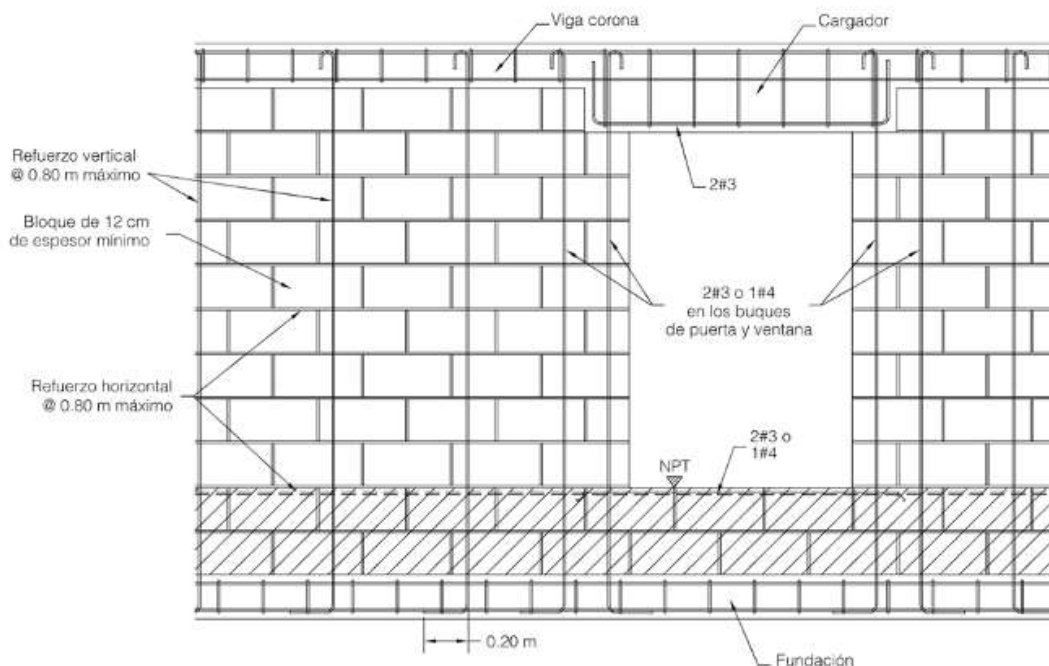 Viga corona
Cargador
Refuerzo vertical
@ 0.80 m máximo
2#3
Bloque de 12 cm
de espesor mínimo
2#3 o 1#4
en los buques
de puerta y ventana
Refuerzo horizontal
@ 0.80 m máximo
2#3 o
1#4
NPT
0.20 m
Fundación